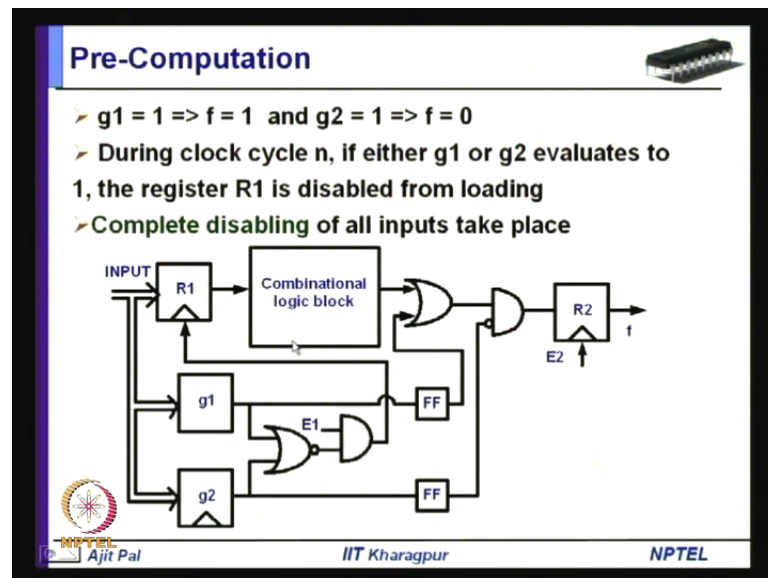 Pre-Computation
g1 = 1 => f = 1 and g2 = 1 => f = 0
During clock cycle n, if either g1 or g2 evaluates to
1, the register R1 is disabled from loading
Complete disabling of all inputs take place
INPUT
R1
Combinational
logic block
R2
f
E2
g1
FF
E1
g2
FF
NPTEL
Ajit Pal
IIT Kharagpur
NPTEL